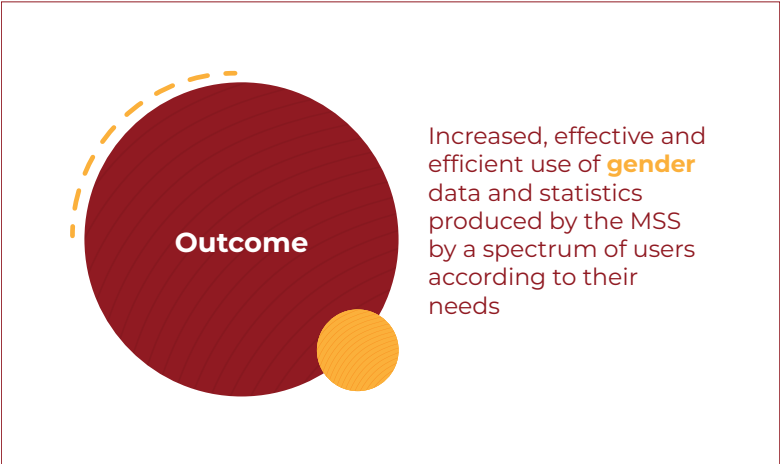 Outcome
Increased, effective and
efficient use of gender
data and statistics
produced by the MSS
by a spectrum of users
according to their
needs